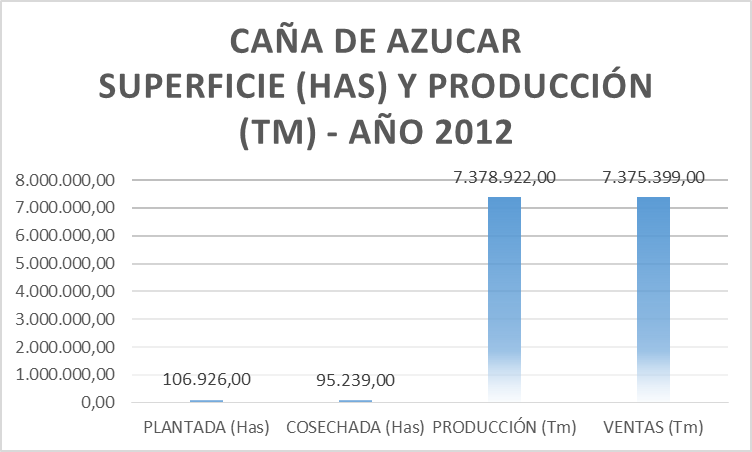 CAÑA DE AZUCAR
SUPERFICIE (HAS) Y PRODUCCIÓN
(TM) - AÑO 2012
8.000.000,00
7.000.000,00
6.000.000,00
5.000.000,00
4.000.000,00
3.000.000,00
2.000.000,00
1.000.000,00
0,00
106.926,00
95.239,00
7.378.922,00
7.375.399,00
PLANTADA (Has)
COSECHADA (Has)
PRODUCCIÓN (Tm)
VENTAS (Tm)